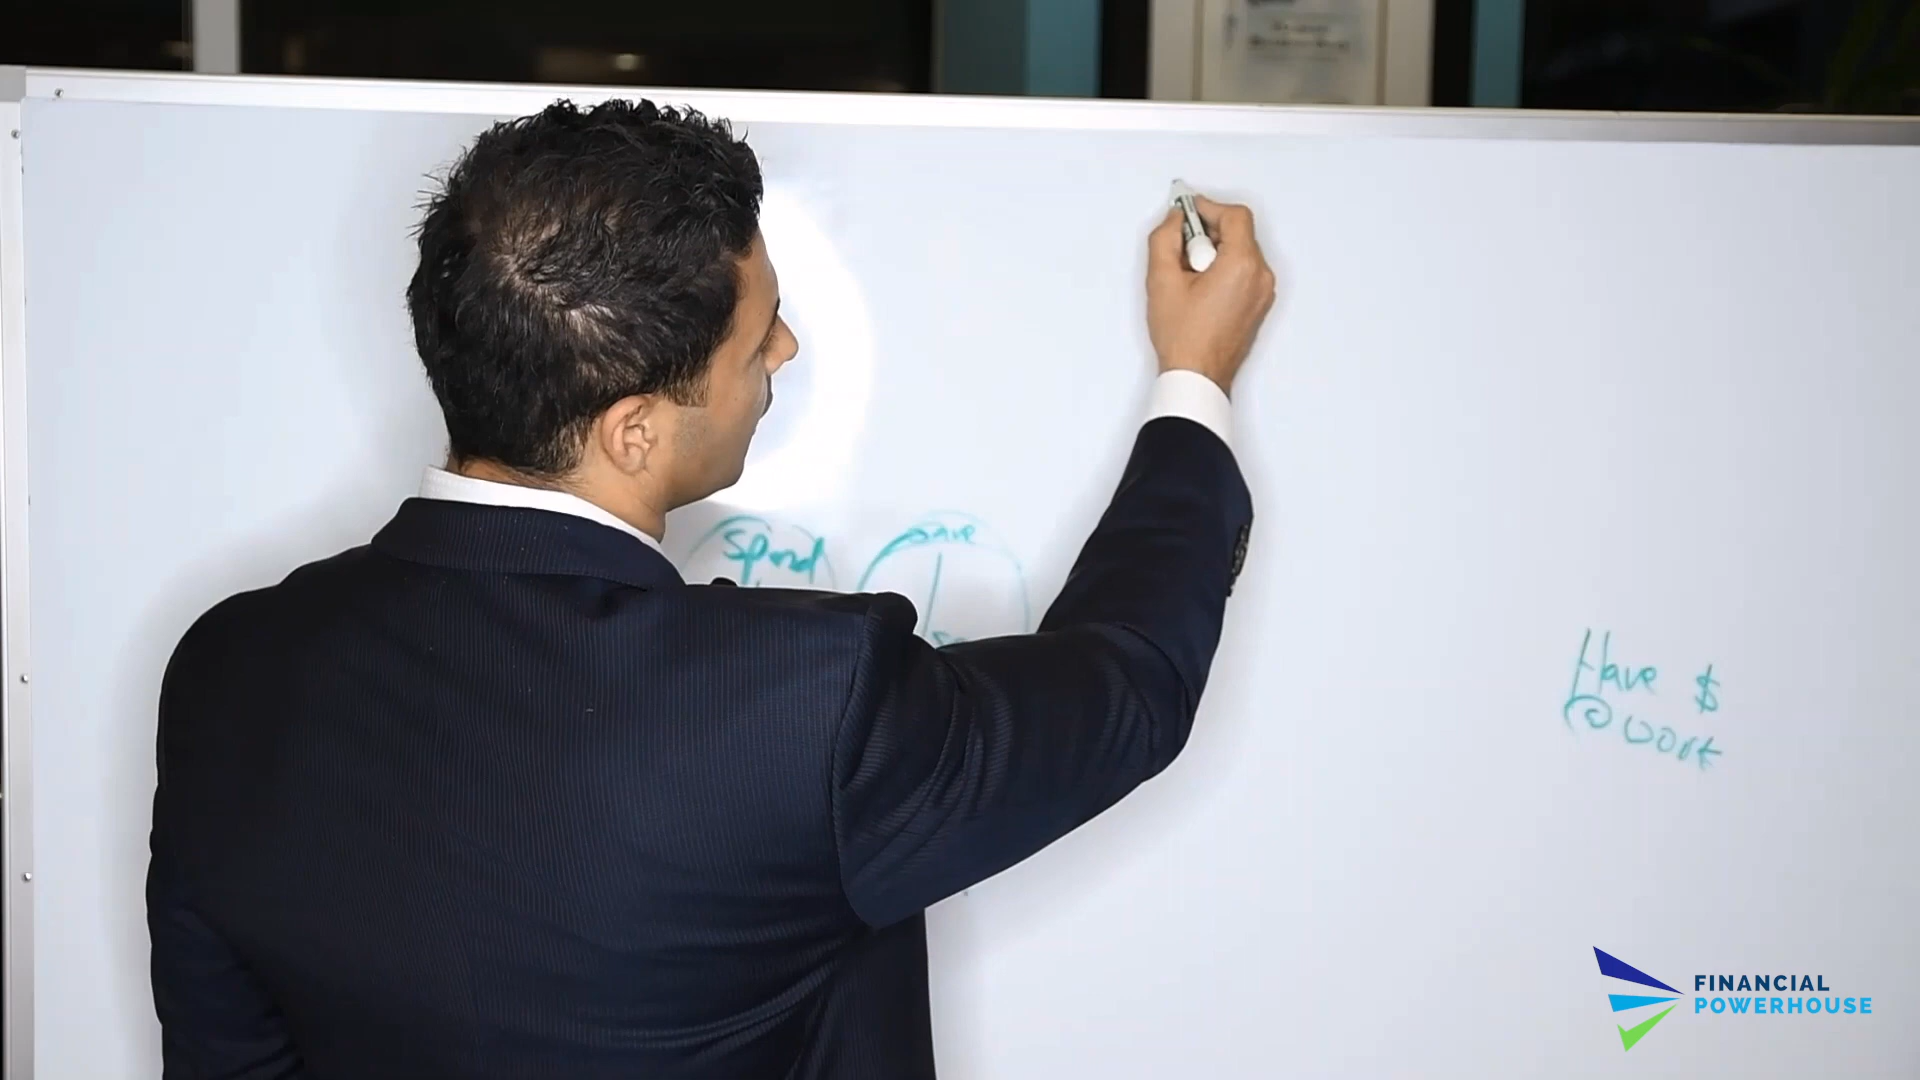 spend
save
Have $
@ work
FINANCIAL
POWERHOUSE